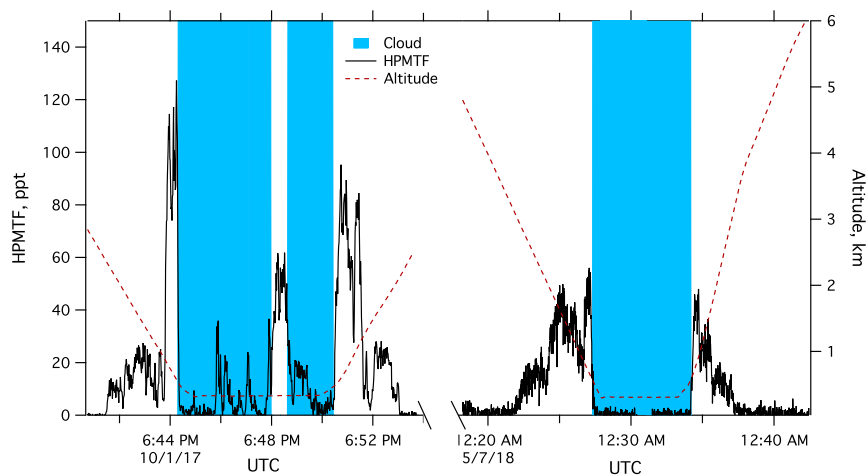 140
120
100
80
60
40
20
0
HPMTF, ppt
Cloud
HPMTF
Altitude
6
5
4
3
2
1
Altitude, km
6:44 PM 6:48 PM 6:52 PM 12:20 AM 12:30 AM 12:40 AM
10/1/17 5/7/18
UTC UTC